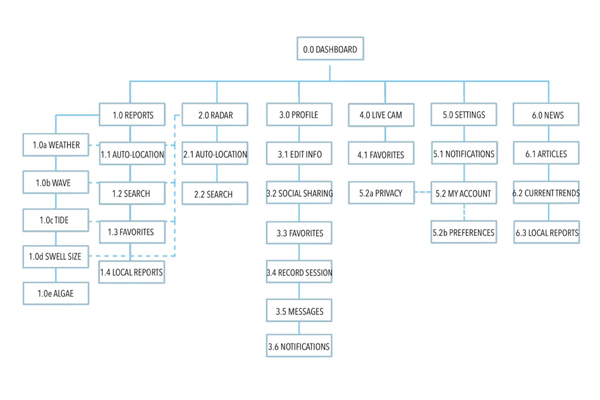 0.0 DASHBOARD
1.0 REPORTS
2.0 RADAR
3.0 PROFILE
4.0 LIVE CAM
5.0 SETTINGS
6.0 NEWS
1.0a WEATHER
1.0b WAVE
1.0c TIDE
1.0d SWELL SIZE
1.0e ALGAE
1.1 AUTO-LOCATION
1.2 SEARCH
1.3 FAVORITES
1.4 LOCAL REPORTS
2.1 AUTO-LOCATION
2.2 SEARCH
3.1 EDIT INFO
3.2 SOCIAL SHARING
3.3 FAVORITES
3.4 RECORD SESSION
3.5 MESSAGES
3.6 NOTIFICATIONS
4.1 FAVORITES
5.1 NOTIFICATIONS
5.2a PRIVACY
5.2 MY ACCOUNT
5.2b PREFERENCES
6.1 ARTICLES
6.2 CURRENT TRENDS
6.3 LOCAL REPORTS